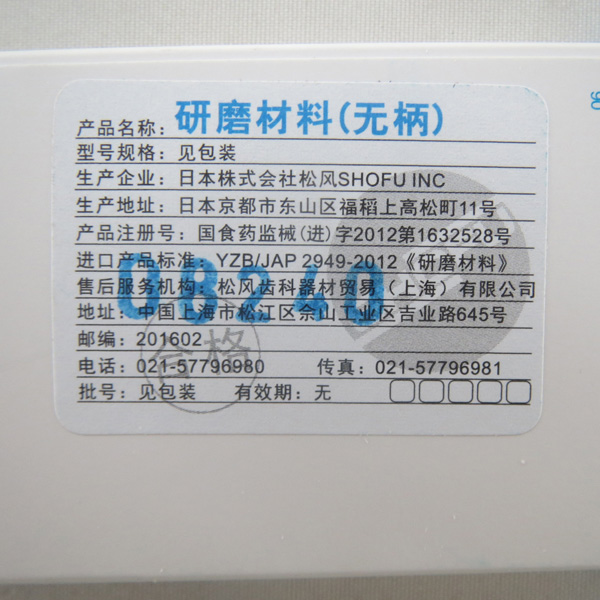 产品名称：研磨材料(无柄)
型号规格：见包装
生产企业：日本株式会社松风SHOFU INC
生产地址：日本京都市东山区福稻上高松町11号
产品注册号：国食药监械(进)字2012第1632528号
进口产品标准：YZB/JAP 2949-2012《研磨材料》
售后服务机构：松风齿科器材贸易（上海）有限公司
地址：中国上海市松江区佘山工业区吉业路645号
邮编：201602
电话：021-57796980 传真：021-57796981
批号：见包装 有效期：无
08240
合格